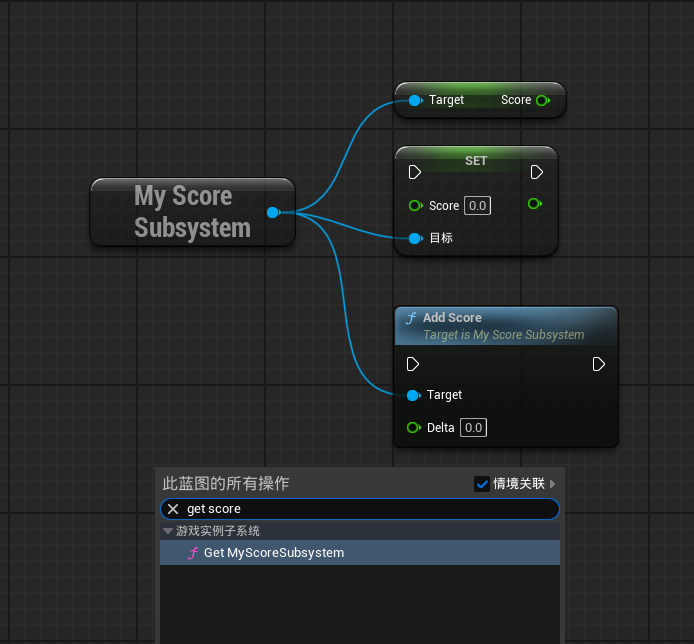 Target Score
SET
My Score
Subsystem
Score 0.0
目标
f Add Score
Target is My Score Subsystem
Target
Delta 0.0
此蓝图的所有操作 情境关联
get score
游戏实例子系统
f Get MyScoreSubsystem